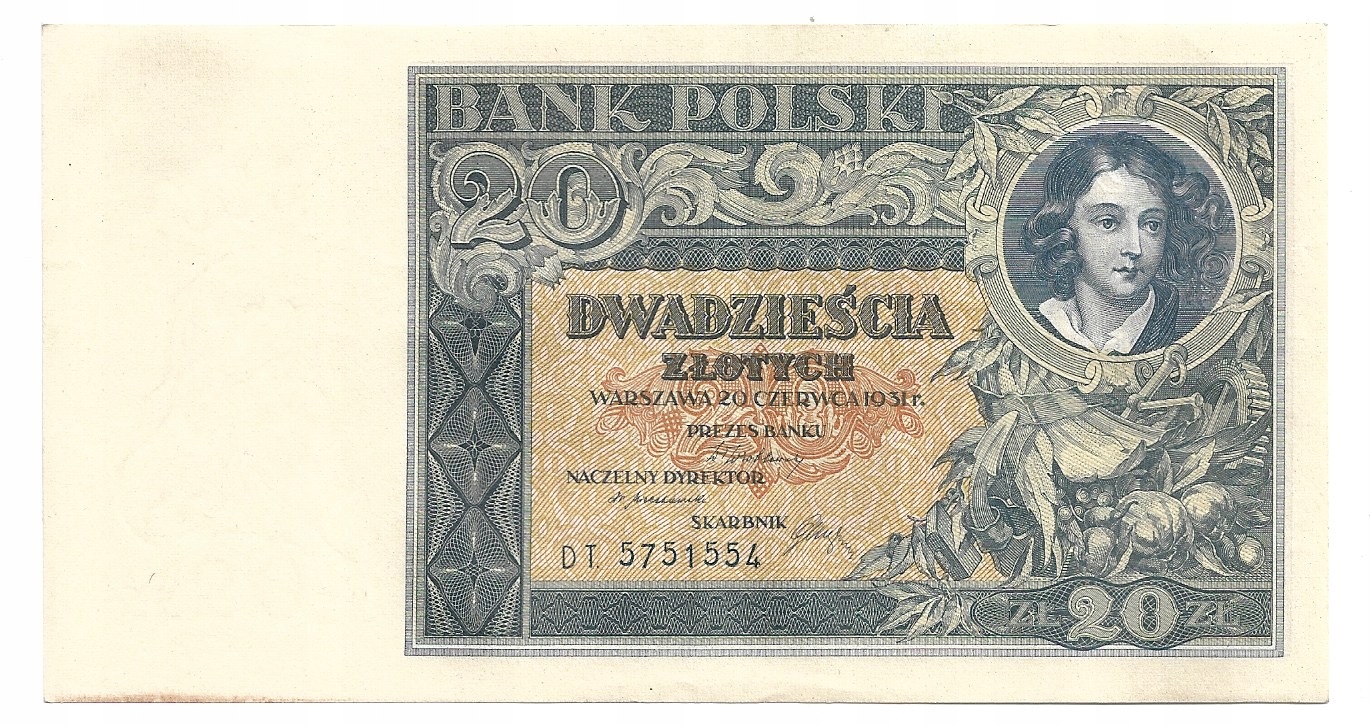 BANK POLSKI
20
DWADZIEŚCIA
ZŁOTYCH
WARSZAWA 20 CZERWCA 1931 r.
PREZES BANKU
NACZELNY DYREKTOR
SKARBNIK
DT. 5751554
ZŁ 20 ZŁ